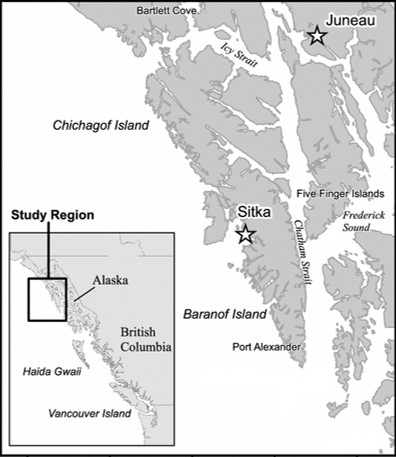 Bartlett Cove
Juneau
Icy Strait
Chichagof Island
Five Finger Islands
Sitka
Frederick
Sound
Study Region
Chatham Strait
Alaska
Baranof Island
British
Columbia
Port Alexander
Haida Gwaii
Vancouver Island